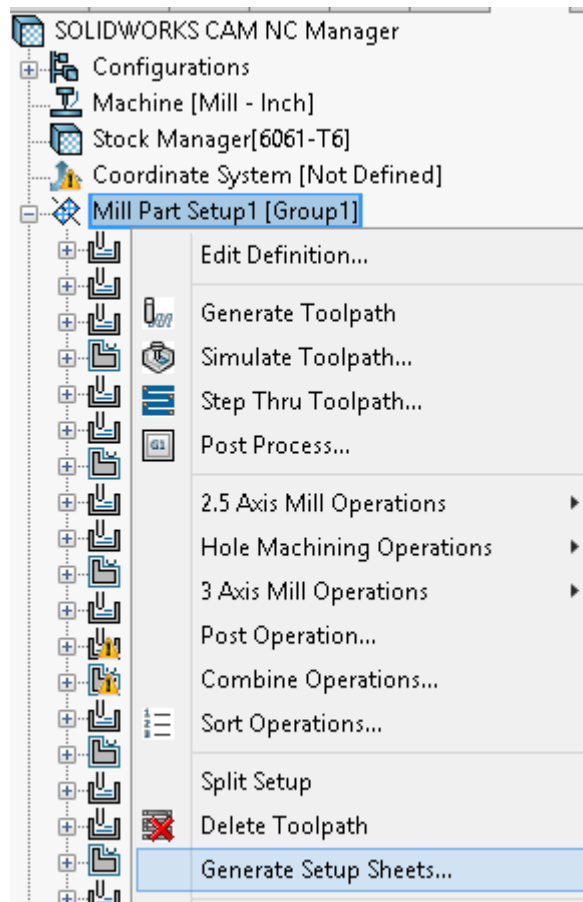 SOLIDWORKS CAM NC Manager
Configurations
Machine [Mill - Inch]
Stock Manager[6061-T6]
Coordinate System [Not Defined]
Mill Part Setup1 [Group1]
Edit Definition...
Generate Toolpath
Simulate Toolpath...
Step Thru Toolpath...
G1 Post Process...
2.5 Axis Mill Operations
Hole Machining Operations
3 Axis Mill Operations
Post Operation...
Combine Operations...
Sort Operations...
Split Setup
Delete Toolpath
Generate Setup Sheets...